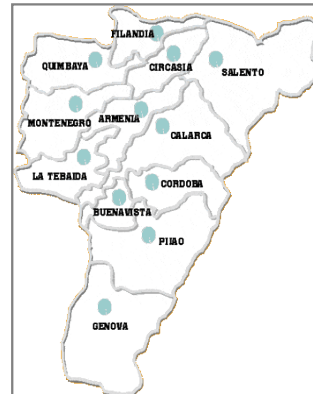 FILANDIA
QUIMBAYA
CIRCASIA
SALENTO
MONTENEGRO
ARMENIA
CALARCA
LA TEBAIDA
CORDOBA
BUENAVISTA
PIJAO
GENOVA